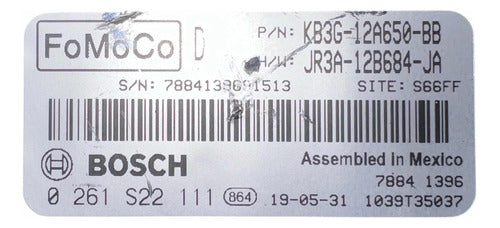 FoMoCo D P/N: KB3G-12A650-BB
H/W: JR3A-12B684-JA
S/N: 7884139691513 SITE: S66FF
BOSCH Assembled in Mexico
7884 1396
0 261 S22 111 864 19-05-31 1039T35037